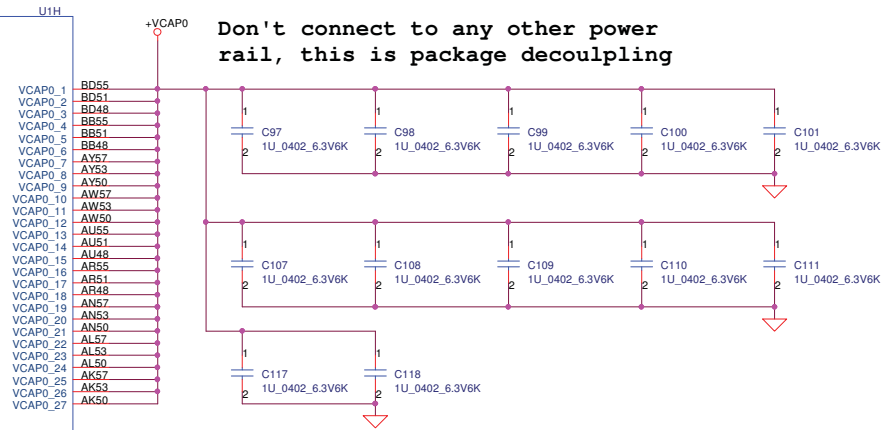 U1H
+VCAP0
Don't connect to any other power
rail, this is package decoulpling
VCAP0_1 BD55
VCAP0_2 BD51
VCAP0_3 BD48
VCAP0_4 BB55
VCAP0_5 BB51
VCAP0_6 BB48
VCAP0_7 AY57
VCAP0_8 AY53
VCAP0_9 AY50
VCAP0_10 AW57
VCAP0_11 AW53
VCAP0_12 AW50
VCAP0_13 AU55
VCAP0_14 AU51
VCAP0_15 AU48
VCAP0_16 AR55
VCAP0_17 AR51
VCAP0_18 AR48
VCAP0_19 AN57
VCAP0_20 AN53
VCAP0_21 AN50
VCAP0_22 AL57
VCAP0_23 AL53
VCAP0_24 AL50
VCAP0_25 AK57
VCAP0_26 AK53
VCAP0_27 AK50
1 1 1 1 1
C97 C98 C99 C100 C101
1U_0402_6.3V6K 1U_0402_6.3V6K 1U_0402_6.3V6K 1U_0402_6.3V6K 1U_0402_6.3V6K
2 2 2 2 2
1 1 1 1 1
C107 C108 C109 C110 C111
1U_0402_6.3V6K 1U_0402_6.3V6K 1U_0402_6.3V6K 1U_0402_6.3V6K 1U_0402_6.3V6K
2 2 2 2 2
1 1
C117 C118
1U_0402_6.3V6K 1U_0402_6.3V6K
2 2